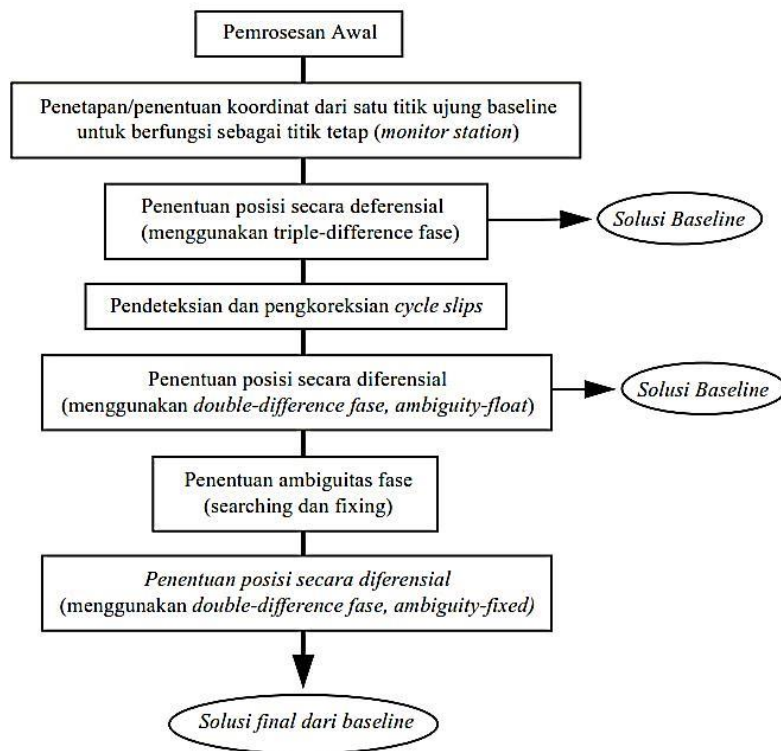 Pemrosesan Awal
Penetapan/penentuan koordinat dari satu titik ujung baseline
untuk berfungsi sebagai titik tetap (monitor station)
Penentuan posisi secara deferensial
(menggunakan triple-difference fase)
Solusi Baseline
Pendeteksian dan pengkoreksian cycle slips
Penentuan posisi secara diferensial
(menggunakan double-difference fase, ambiguity-float)
Solusi Baseline
Penentuan ambiguitas fase
(searching dan fixing)
Penentuan posisi secara diferensial
(menggunakan double-difference fase, ambiguity-fixed)
Solusi final dari baseline